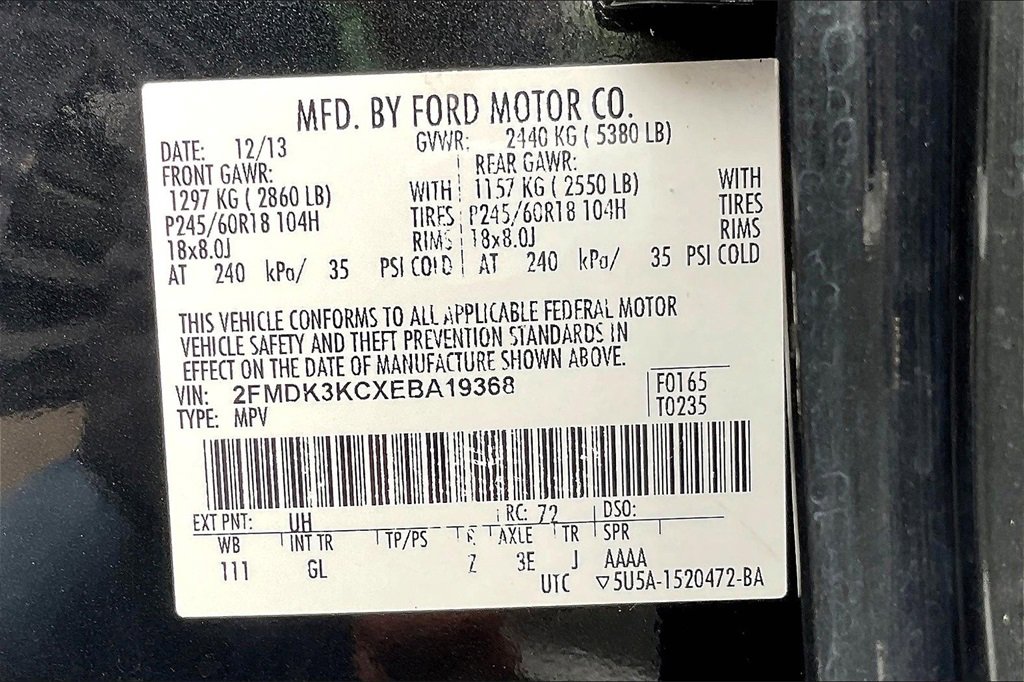 MFD. BY FORD MOTOR CO.
DATE: 12/13 GVWR: 2440 KG ( 5380 LB)
FRONT GAWR: REAR GAWR:
1297 KG ( 2860 LB) WITH 1157 KG ( 2550 LB) WITH
P245/60R18 104H TIRES P245/60R18 104H TIRES
18x8.0J RIMS 18x8.0J RIMS
AT 240 kPa/ 35 PSI COLD AT 240 kPa/ 35 PSI COLD
THIS VEHICLE CONFORMS TO ALL APPLICABLE FEDERAL MOTOR
VEHICLE SAFETY AND THEFT PREVENTION STANDARDS IN
EFFECT ON THE DATE OF MANUFACTURE SHOWN ABOVE.
VIN: 2FMDK3KCXEBA19368 F0165
TYPE: MPV T0235
EXT PNT: UH RC: 72 DSO:
WB INT TR TP/PS R AXLE TR SPR
111 GL Z 3E J AAAA
UTC ▽5U5A-1520472-BA